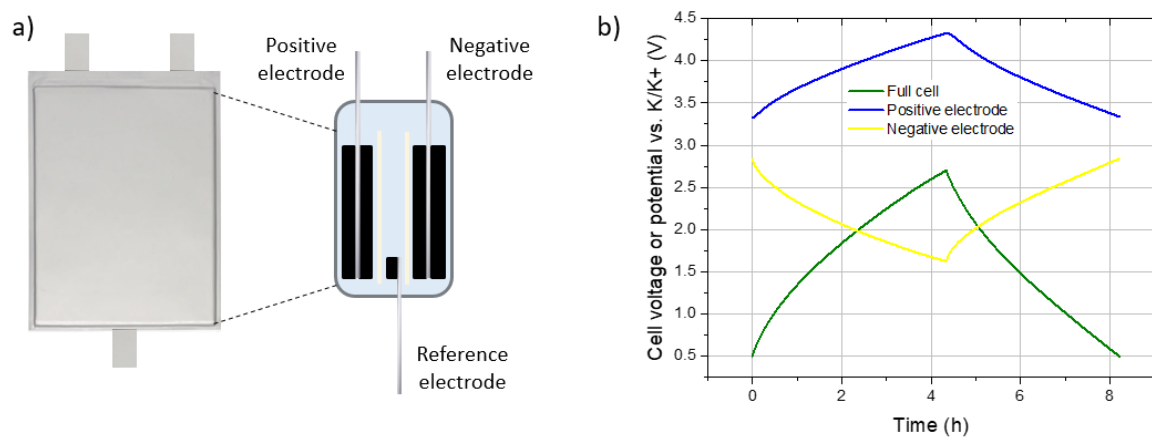 a)
Positive
electrode
Negative
electrode
Reference
electrode
b)
Cell voltage or potential vs. K/K+ (V)
4.5
4.0
3.5
3.0
2.5
2.0
1.5
1.0
0.5
Full cell
Positive electrode
Negative electrode
0
2
4
6
8
Time (h)